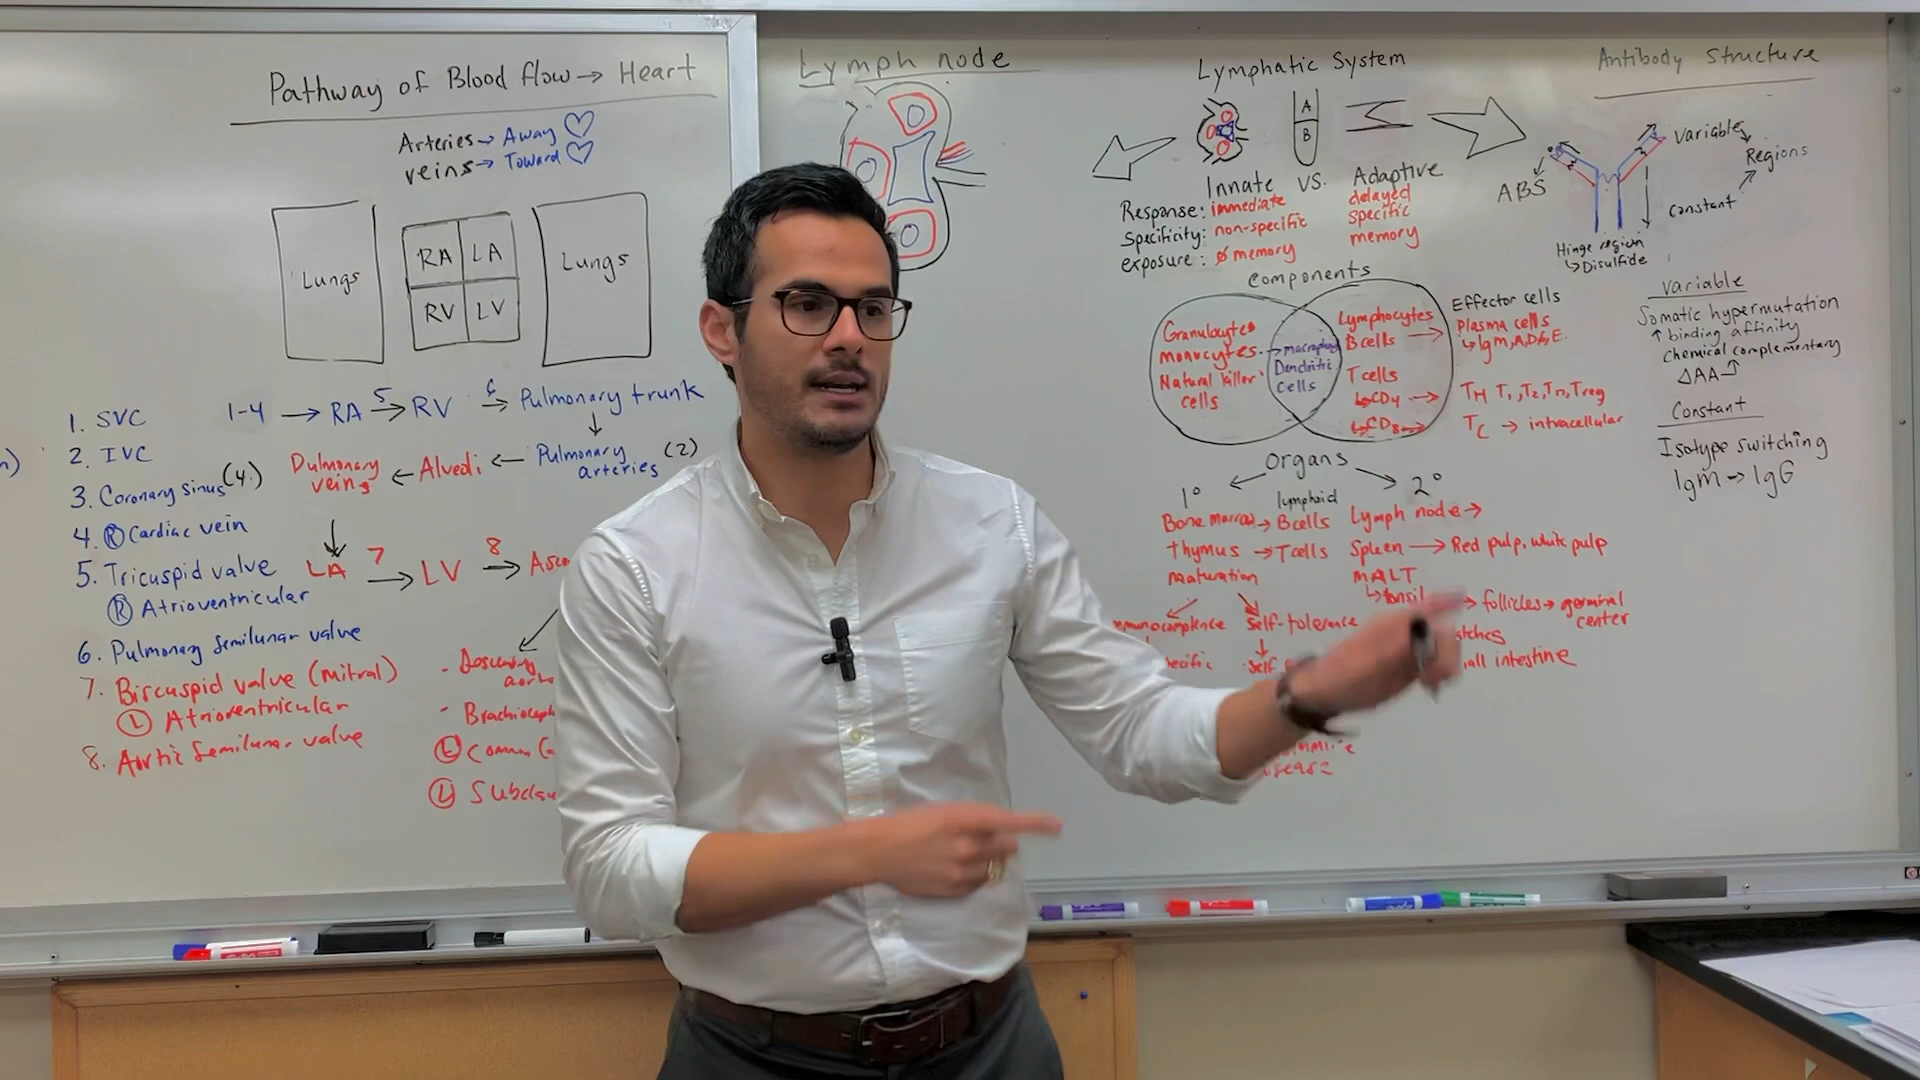 Pathway of Blood flow → Heart
Arteries → Away ♡
veins → Toward ♡
Lungs
RA LA
RV LV
Lungs
1. SVC
2. IVC
3. Coronary sinus (4)
4. Ⓡ Cardiac vein
5. Tricuspid valve
Ⓡ Atrioventricular
6. Pulmonary Semilunar valve
7. Bircuspid valve (mitral)
Ⓛ Atrioventricular
8. Aortic Semilunar valve
1-4 → RA 5→ RV 6→ Pulmonary trunk
↓
Pulmonary veins ← Alveoli ← Pulmonary arteries (2)
↓
LA 7→ LV 8→
- Descending
Ⓛ Common
Ⓛ
Lymph node
Lymphatic System
A
B
Innate vs. Adaptive
Response: immediate delayed
Specificity: non-specific specific
exposure: ø memory memory
Components
Granulocytes
monocytes
Natural killer
cells
Dendritic
cells
Lymphocytes
B cells
T cells
↳CD4 →
↳CD8 →
Effector cells
Plasma cells
↳ IgM,A,D,G,E
TH T1, T2, T17, Treg
TC → intracellular
Organs
1° lymphoid 2°
Bone marrow → B cells
Thymus → T cells
maturation
Self-tolerance
↓
Self
Lymph node →
Spleen → Red pulp, white pulp
MALT
↳
→ follicles → germinal
center
intestine
Antibody Structure
Variable
Regions
Constant
ABS
Hinge region
↳ Disulfide
Variable
Somatic hypermutation
↑ binding affinity
Chemical complementary
ΔAA
Constant
Isotype switching
IgM → IgG